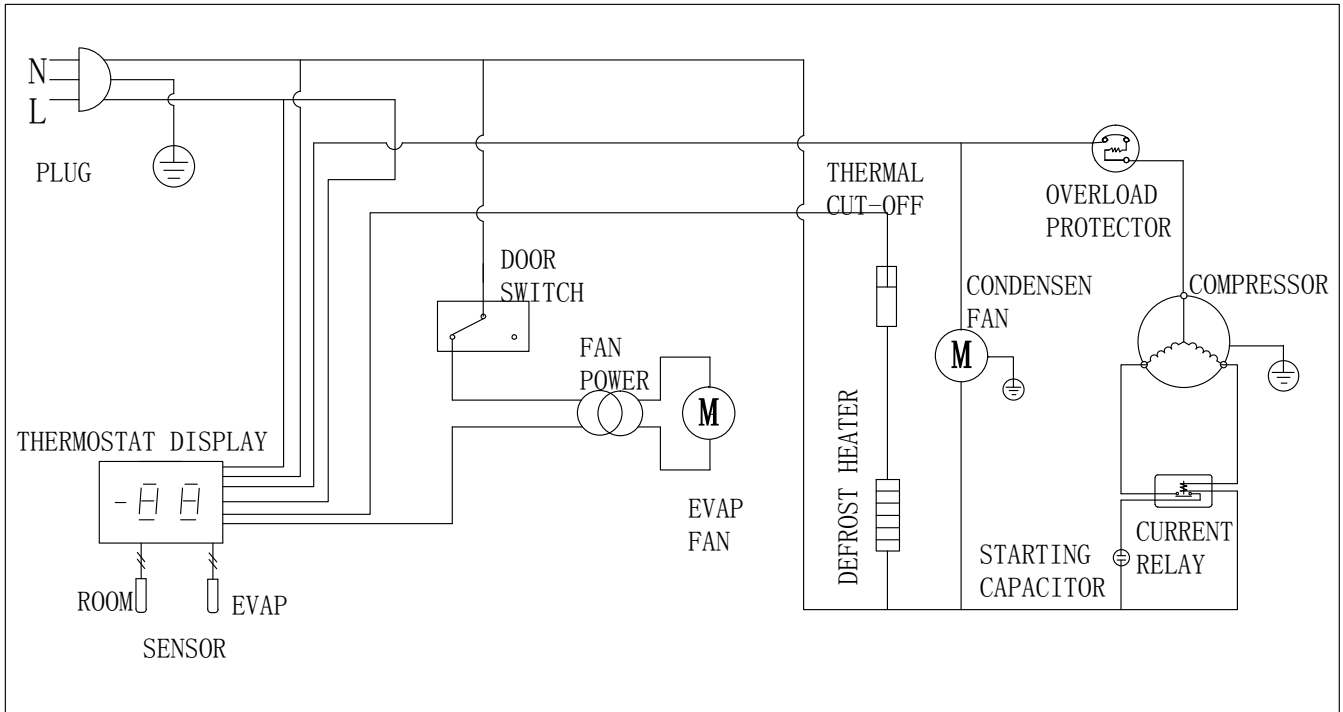 N
L
PLUG
THERMAL
CUT-OFF
OVERLOAD
PROTECTOR
DOOR
SWITCH
CONDENSEN
FAN
COMPRESSOR
FAN
POWER
M
M
THERMOSTAT DISPLAY
-88
DEFROST HEATER
EVAP
FAN
STARTING
CAPACITOR
CURRENT
RELAY
ROOM
EVAP
SENSOR